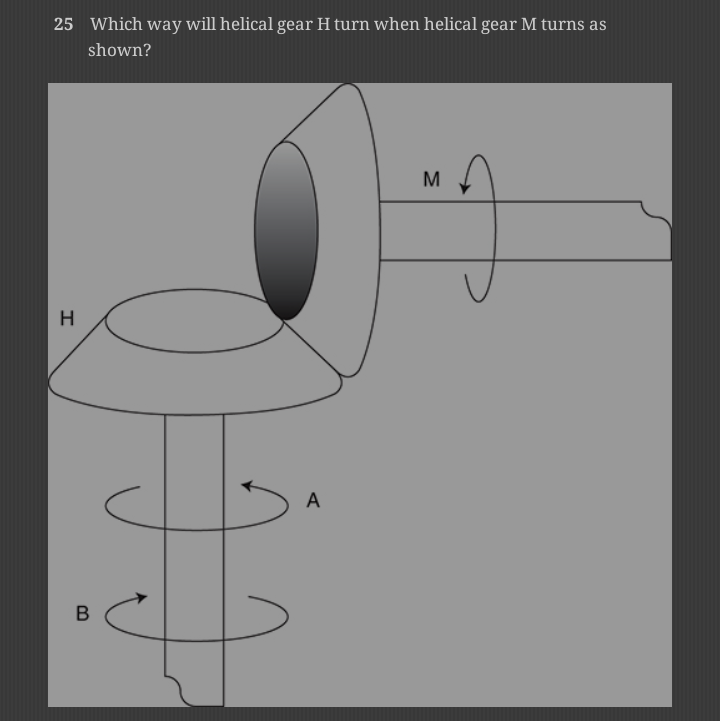 25 Which way will helical gear H turn when helical gear M turns as
shown?
M
H
A
B